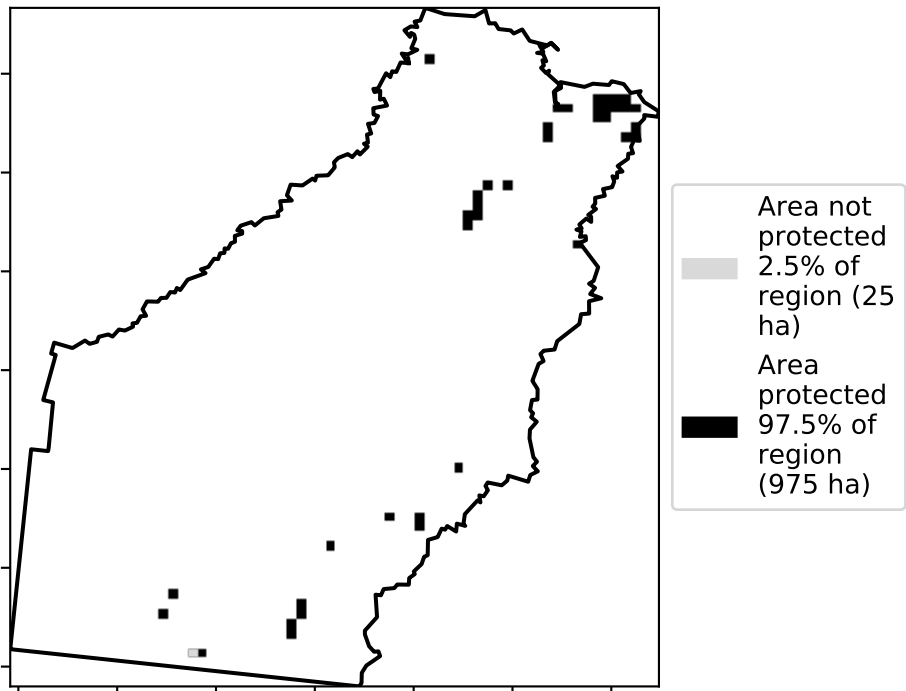 Area not
protected
2.5% of
region (25
ha)
Area
protected
97.5% of
region
(975 ha)